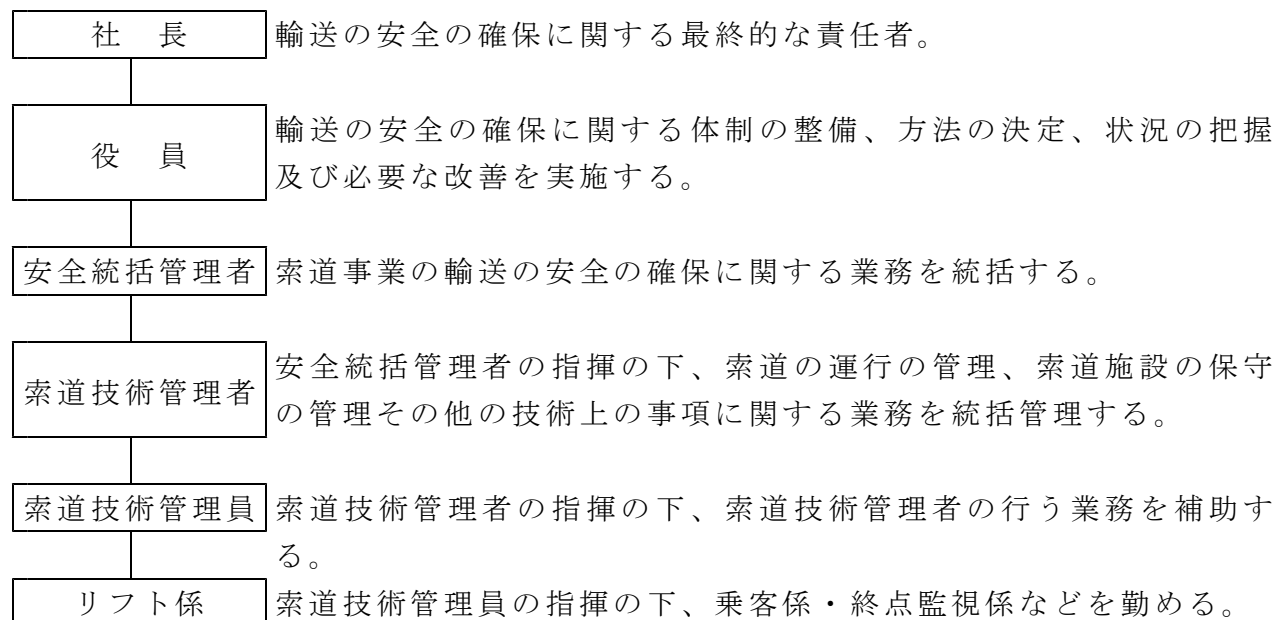 社 長 輸送の安全の確保に関する最終的な責任者。
役 員 輸送の安全の確保に関する体制の整備、方法の決定、状況の把握
及び必要な改善を実施する。
安全統括管理者 索道事業の輸送の安全の確保に関する業務を統括する。
索道技術管理者 安全統括管理者の指揮の下、索道の運行の管理、索道施設の保守
の管理その他の技術上の事項に関する業務を統括管理する。
索道技術管理員 索道技術管理者の指揮の下、索道技術管理者の行う業務を補助す
る。
リフト係 索道技術管理員の指揮の下、乗客係・終点監視係などを勤める。